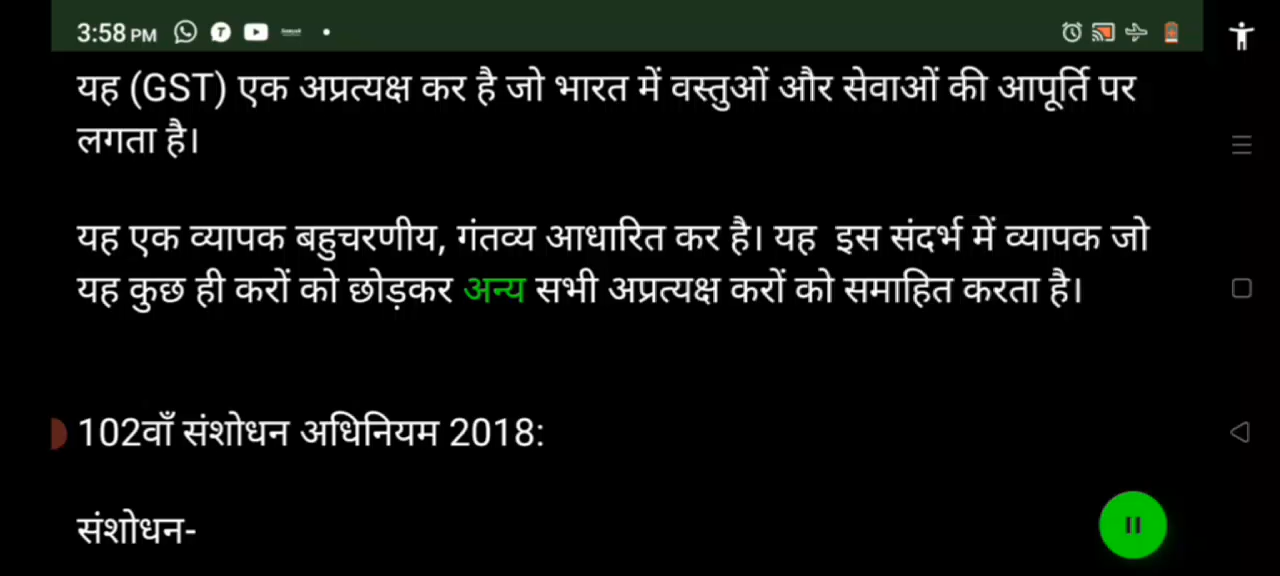 3:58 PM
यह (GST) एक अप्रत्यक्ष कर है जो भारत में वस्तुओं और सेवाओं की आपूर्ति पर
लगता है।
यह एक व्यापक बहुचरणीय, गंतव्य आधारित कर है। यह इस संदर्भ में व्यापक जो
यह कुछ ही करों को छोड़कर अन्य सभी अप्रत्यक्ष करों को समाहित करता है।
102वाँ संशोधन अधिनियम 2018:
संशोधन-